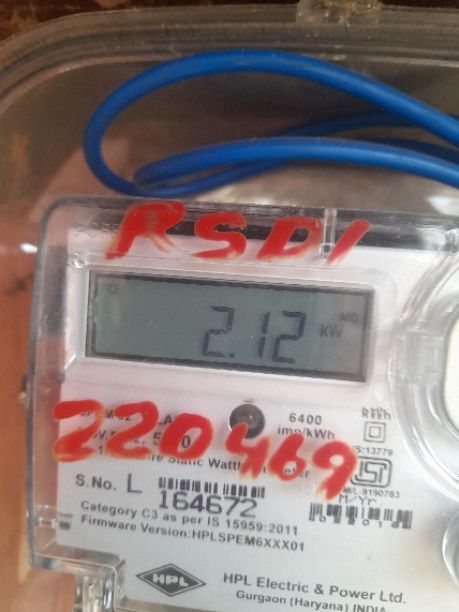 RSD1
MD
2.12 kW
220469
6400
imp/kWh
IS:13779
S.No. L
164672
M/Yr
Category C3 as per IS 15959:2011
Firmware Version:HPLSPEM6XXX01
HPL
HPL Electric & Power Ltd.
Gurgaon (Haryana) INDIA